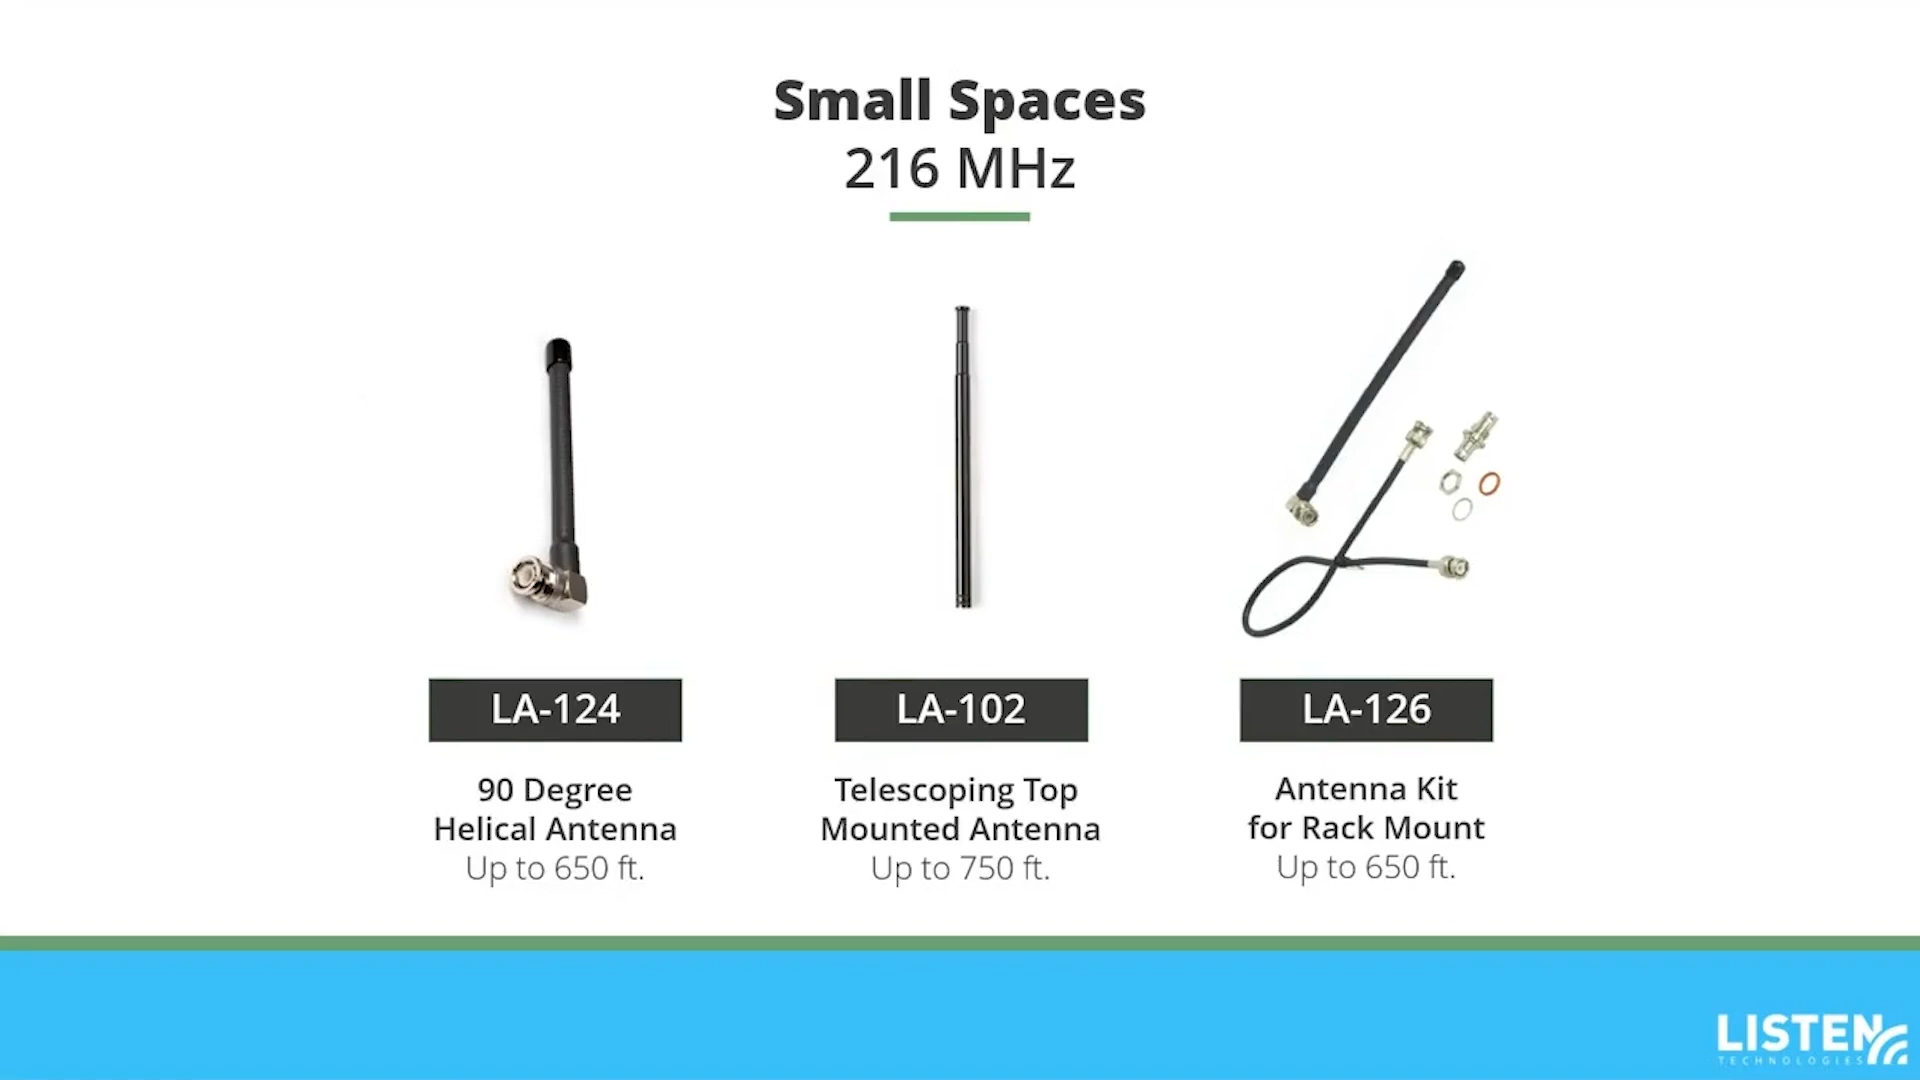 Small Spaces
216 MHz
LA-124
90 Degree
Helical Antenna
Up to 650 ft.
LA-102
Telescoping Top
Mounted Antenna
Up to 750 ft.
LA-126
Antenna Kit
for Rack Mount
Up to 650 ft.
LISTEN
TECHNOLOGIES